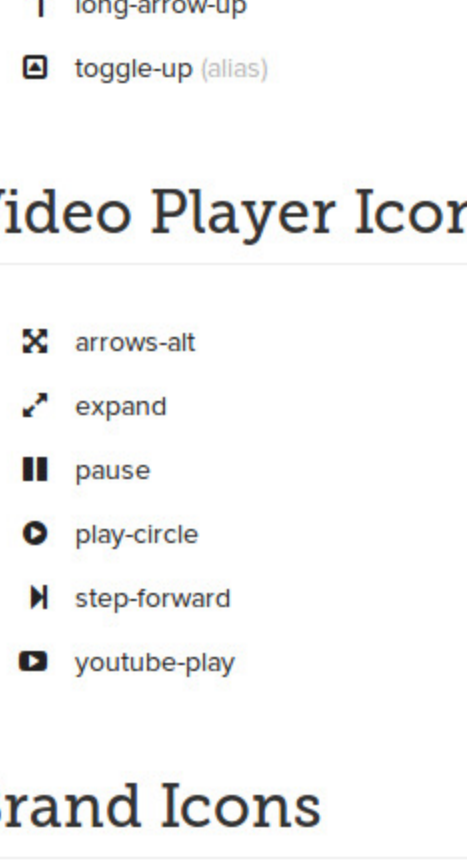 long-arrow-up
toggle-up (alias)
Video Player Icon
arrows-alt
expand
pause
play-circle
step-forward
youtube-play
Brand Icons